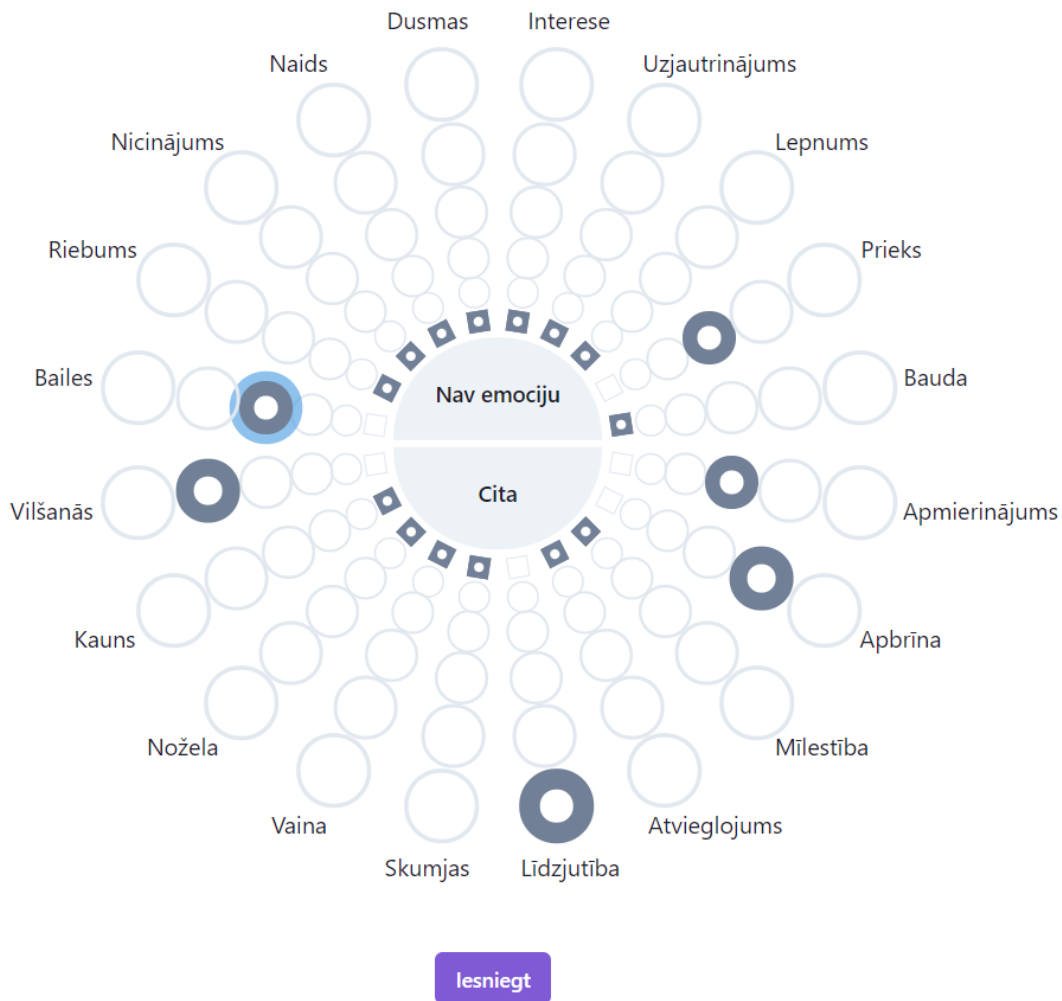 Dusmas
Interese
Naids
Uzjautrinājums
Nicinājums
Lepnums
Riebums
Prieks
Bailes
Bauda
Nav emociju
Cita
Vilšanās
Apmierinājums
Kauns
Apbrīna
Nožela
Mīlestība
Vaina
Atvieglojums
Skumjas
Līdzjutība
Iesniegt